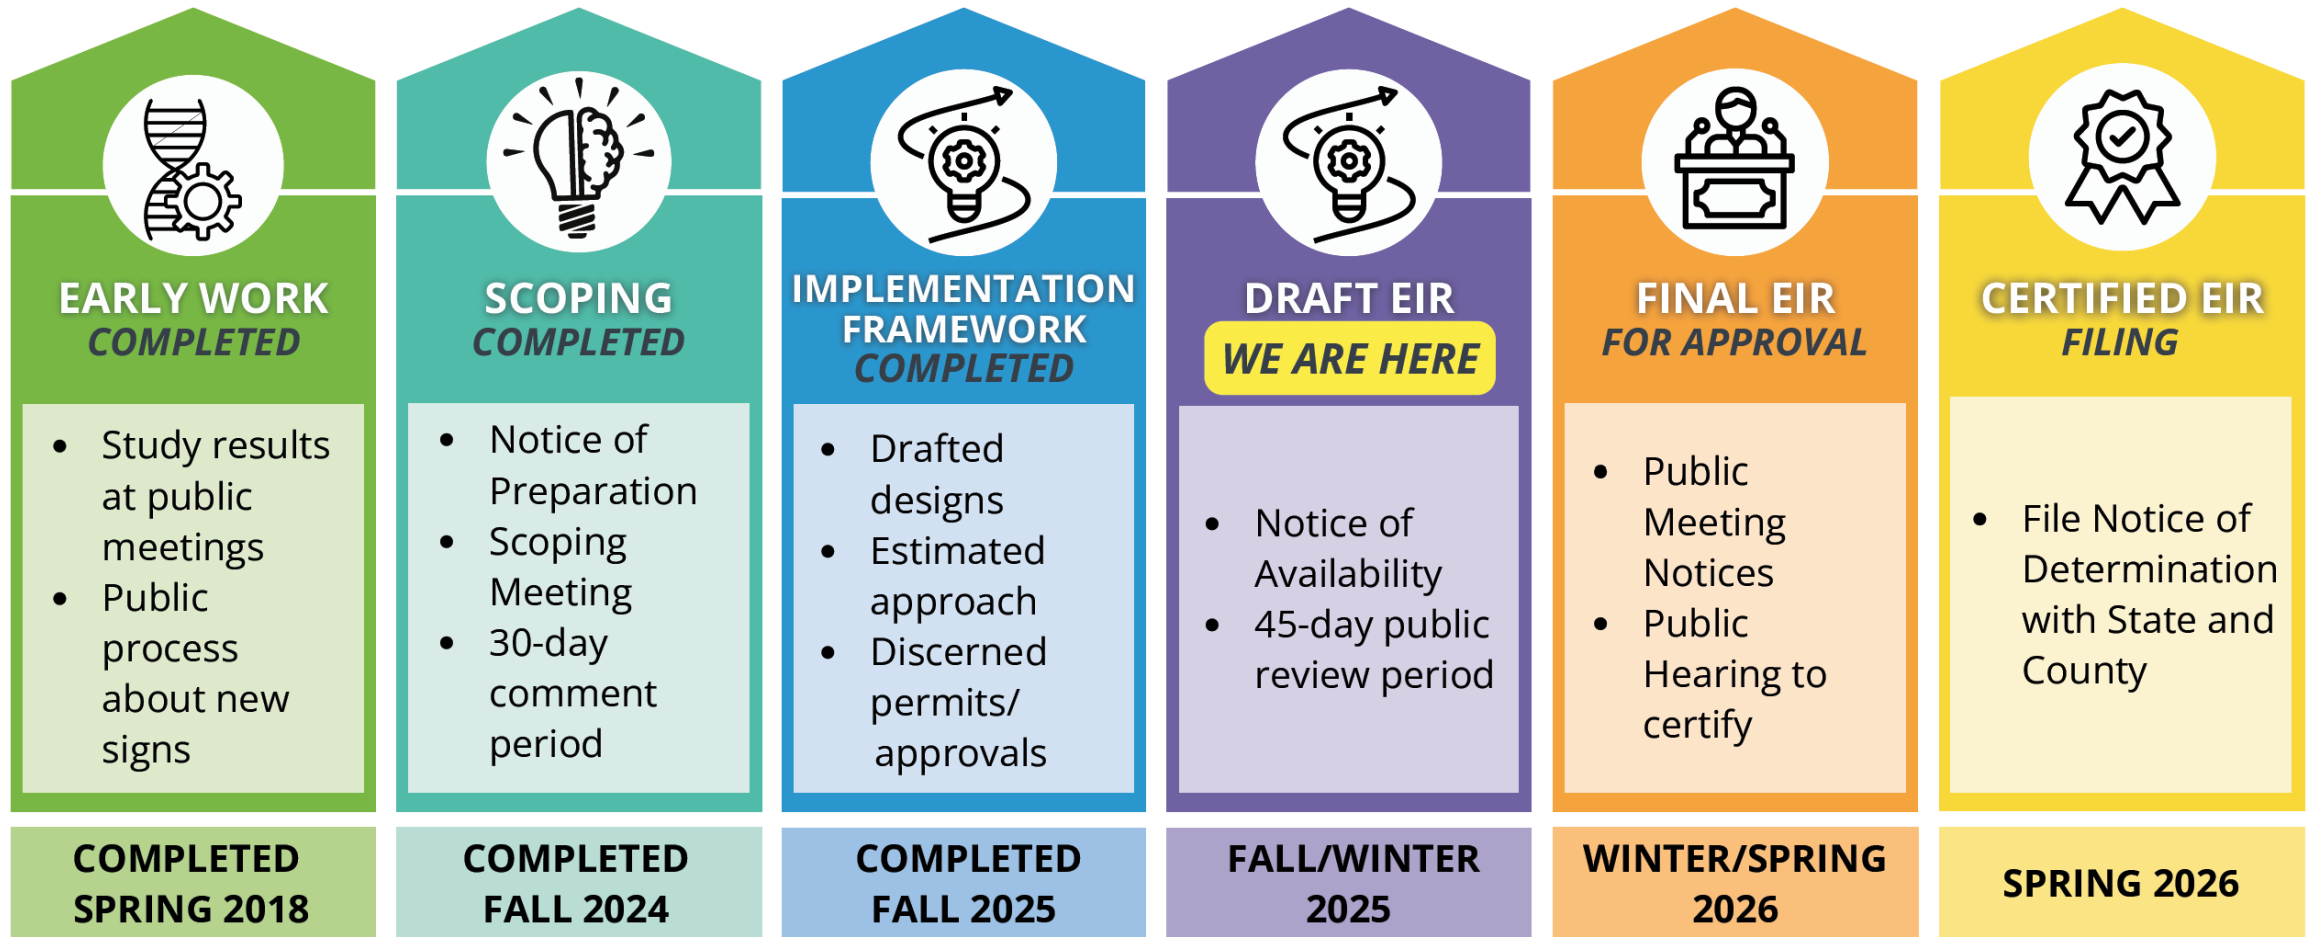 EARLY WORK
COMPLETED
• Study results
at public
meetings
• Public
process
about new
signs
COMPLETED
SPRING 2018
SCOPING
COMPLETED
• Notice of
Preparation
• Scoping
Meeting
• 30-day
comment
period
COMPLETED
FALL 2024
IMPLEMENTATION
FRAMEWORK
COMPLETED
• Drafted
designs
• Estimated
approach
• Discerned
permits/
approvals
COMPLETED
FALL 2025
DRAFT EIR
WE ARE HERE
• Notice of
Availability
• 45-day public
review period
FALL/WINTER
2025
FINAL EIR
FOR APPROVAL
• Public
Meeting
Notices
• Public
Hearing to
certify
WINTER/SPRING
2026
CERTIFIED EIR
FILING
• File Notice of
Determination
with State and
County
SPRING 2026